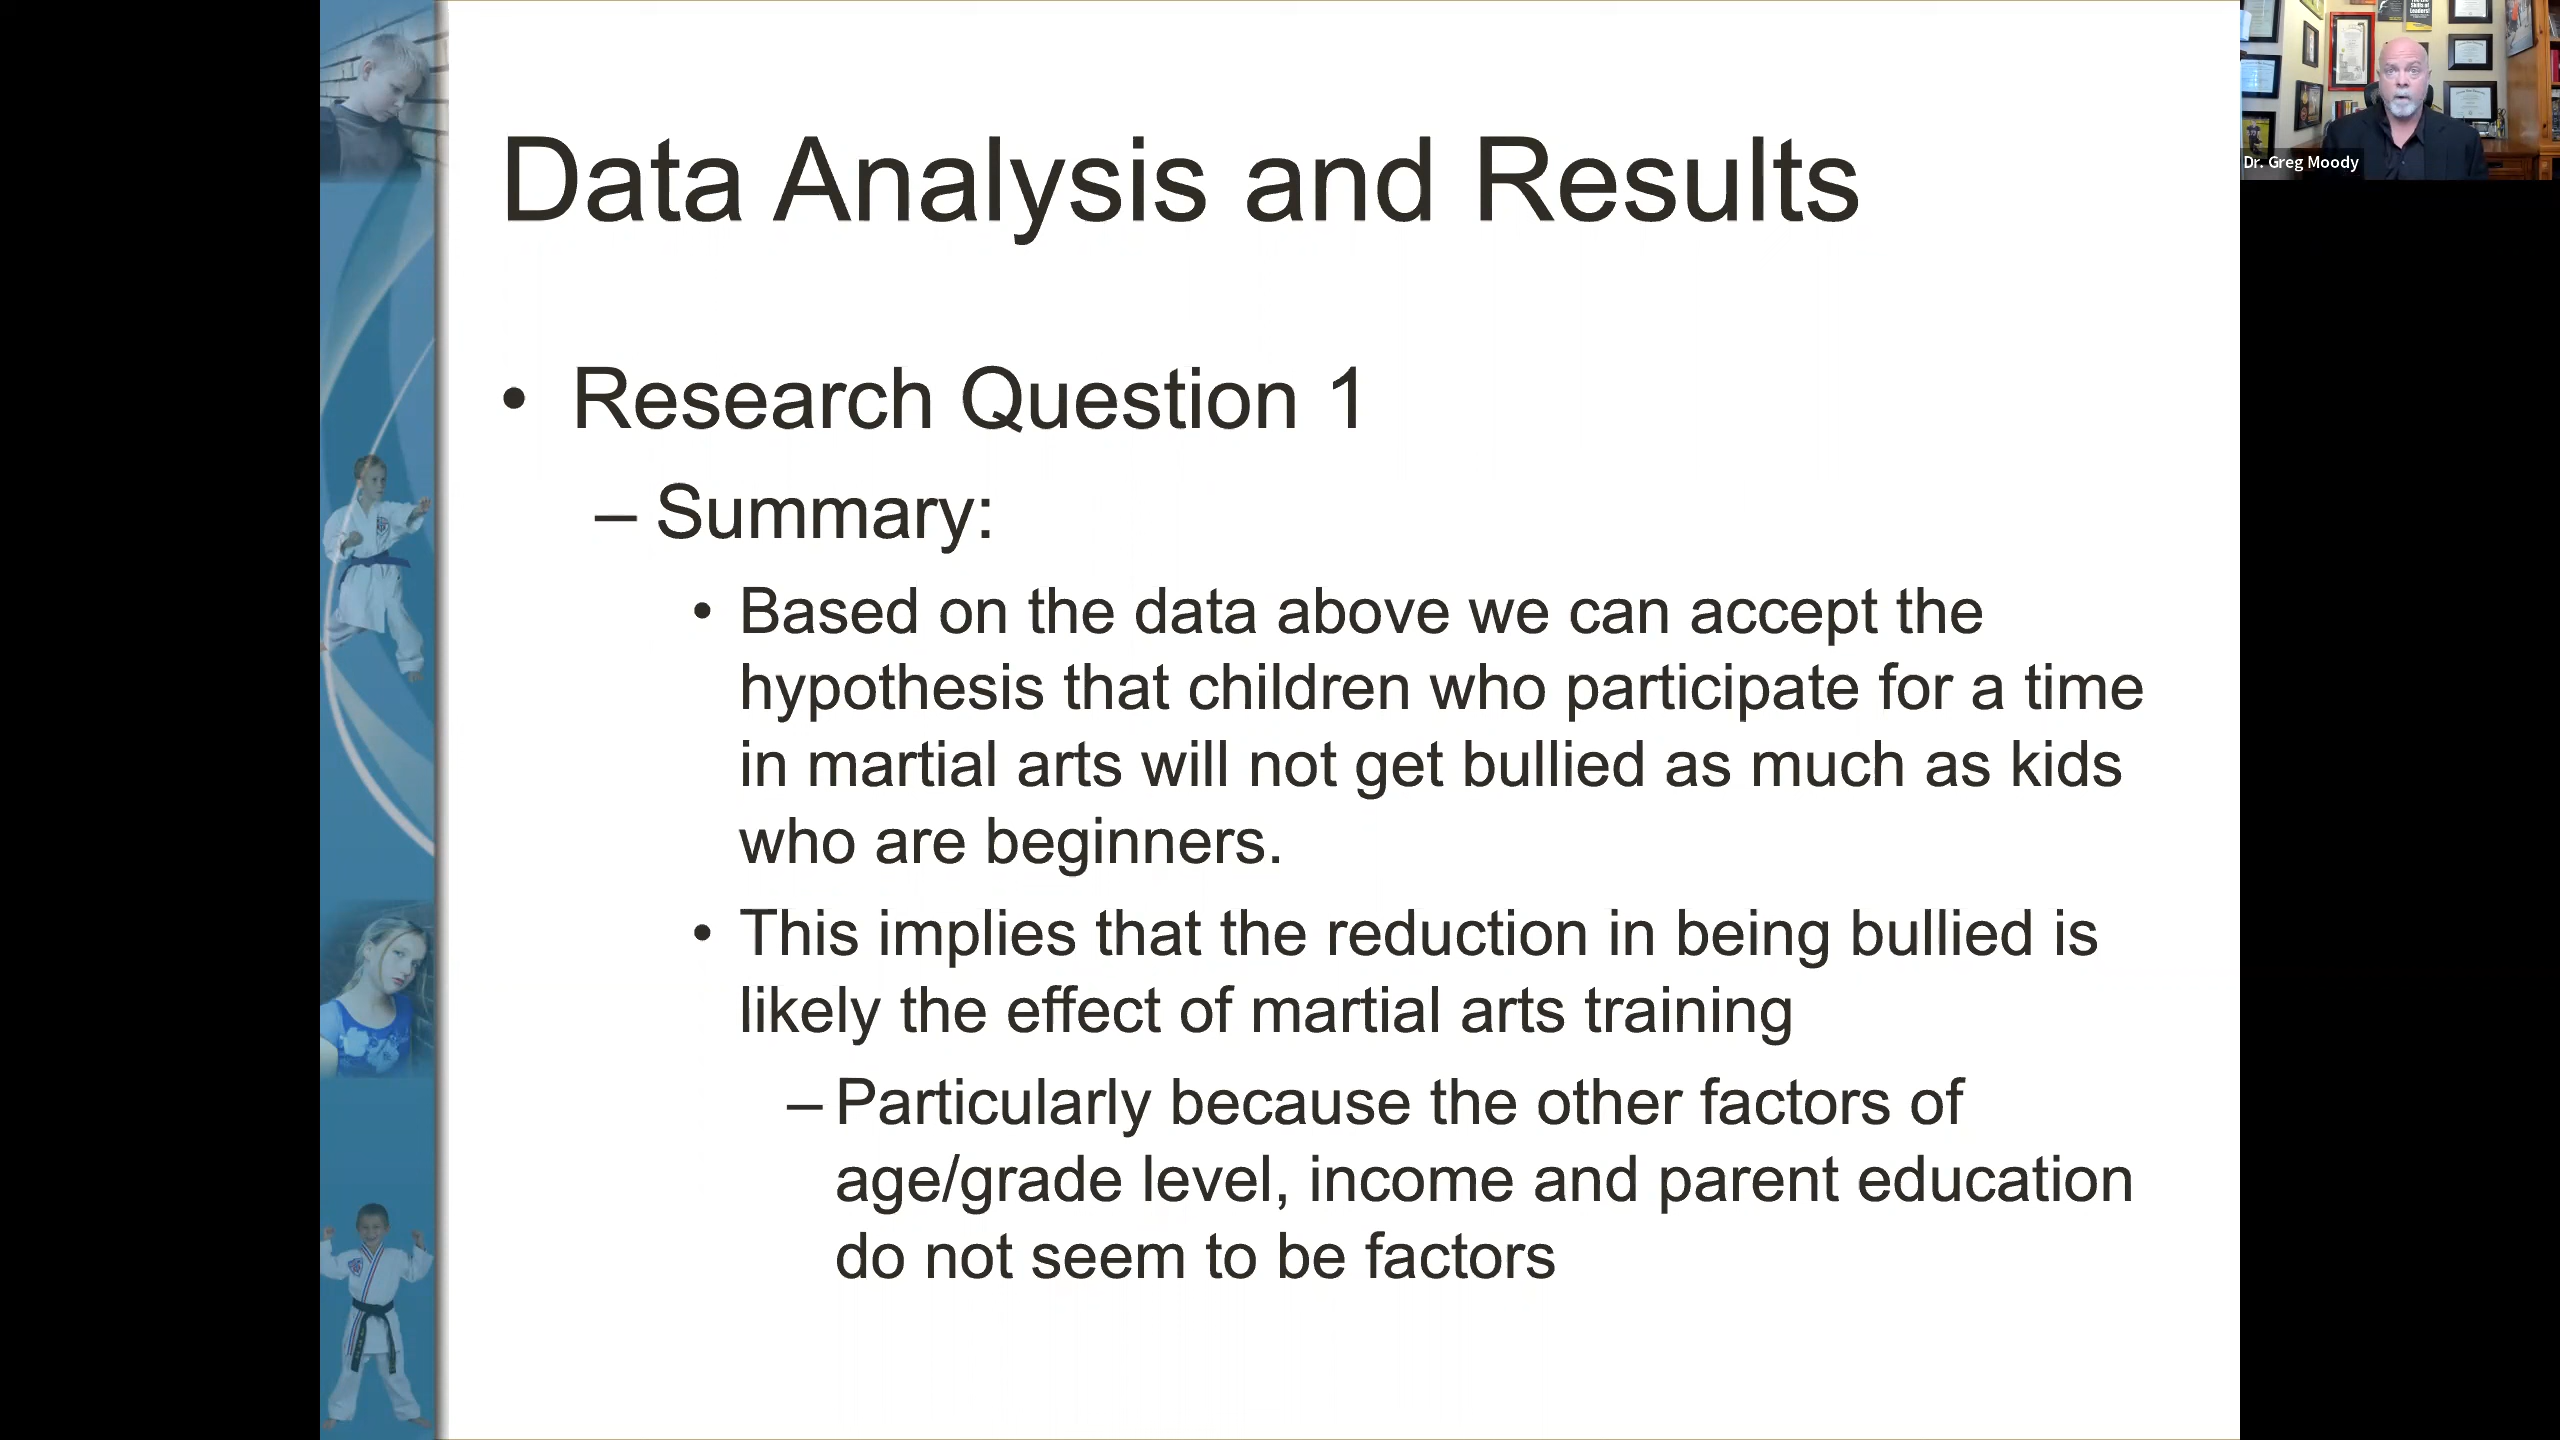 Data Analysis and Results
• Research Question 1
– Summary:
• Based on the data above we can accept the
hypothesis that children who participate for a time
in martial arts will not get bullied as much as kids
who are beginners.
• This implies that the reduction in being bullied is
likely the effect of martial arts training
– Particularly because the other factors of
age/grade level, income and parent education
do not seem to be factors
Dr. Greg Moody